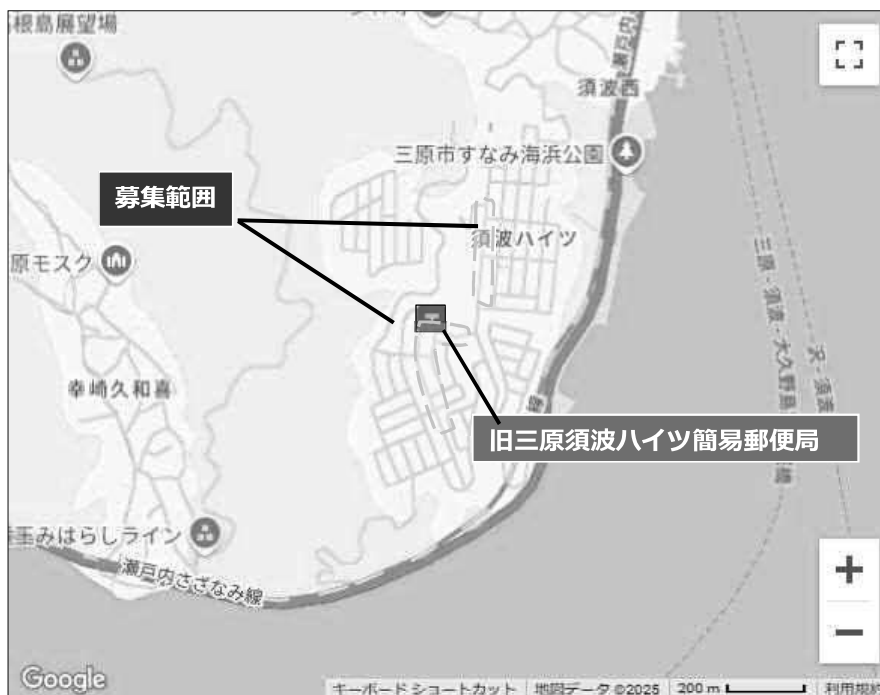 根島展望場
須波西
三原市すなみ海浜公園
募集範囲
須波ハイツ
原モスク
三原・須波・大久野島
沢・須波
幸崎久和喜
旧三原須波ハイツ簡易郵便局
みはらしライン
瀬戸内さざなみ線
Google
キーボード ショートカット
地図データ ©2025
200 m
利用規約